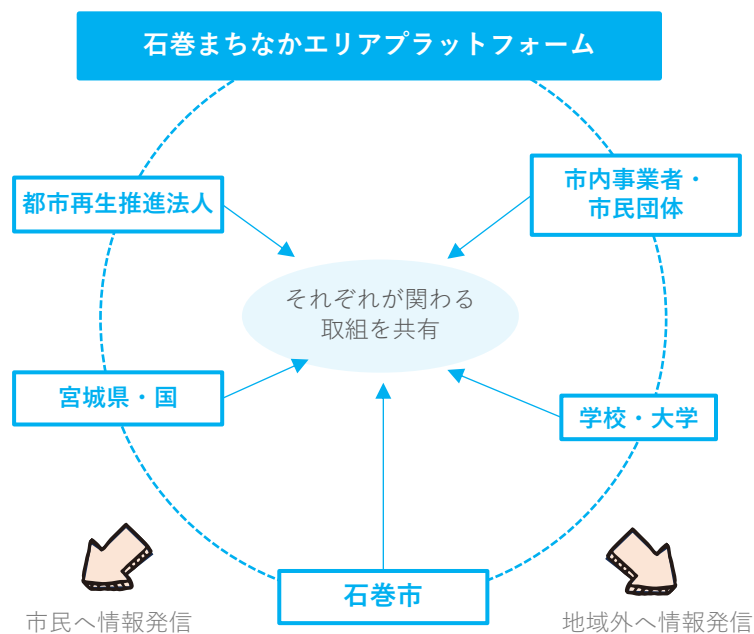 石巻まちなかエリアプラットフォーム
都市再生推進法人
市内事業者・
市民団体
それぞれが関わる
取組を共有
宮城県・国
学校・大学
石巻市
市民へ情報発信
地域外へ情報発信